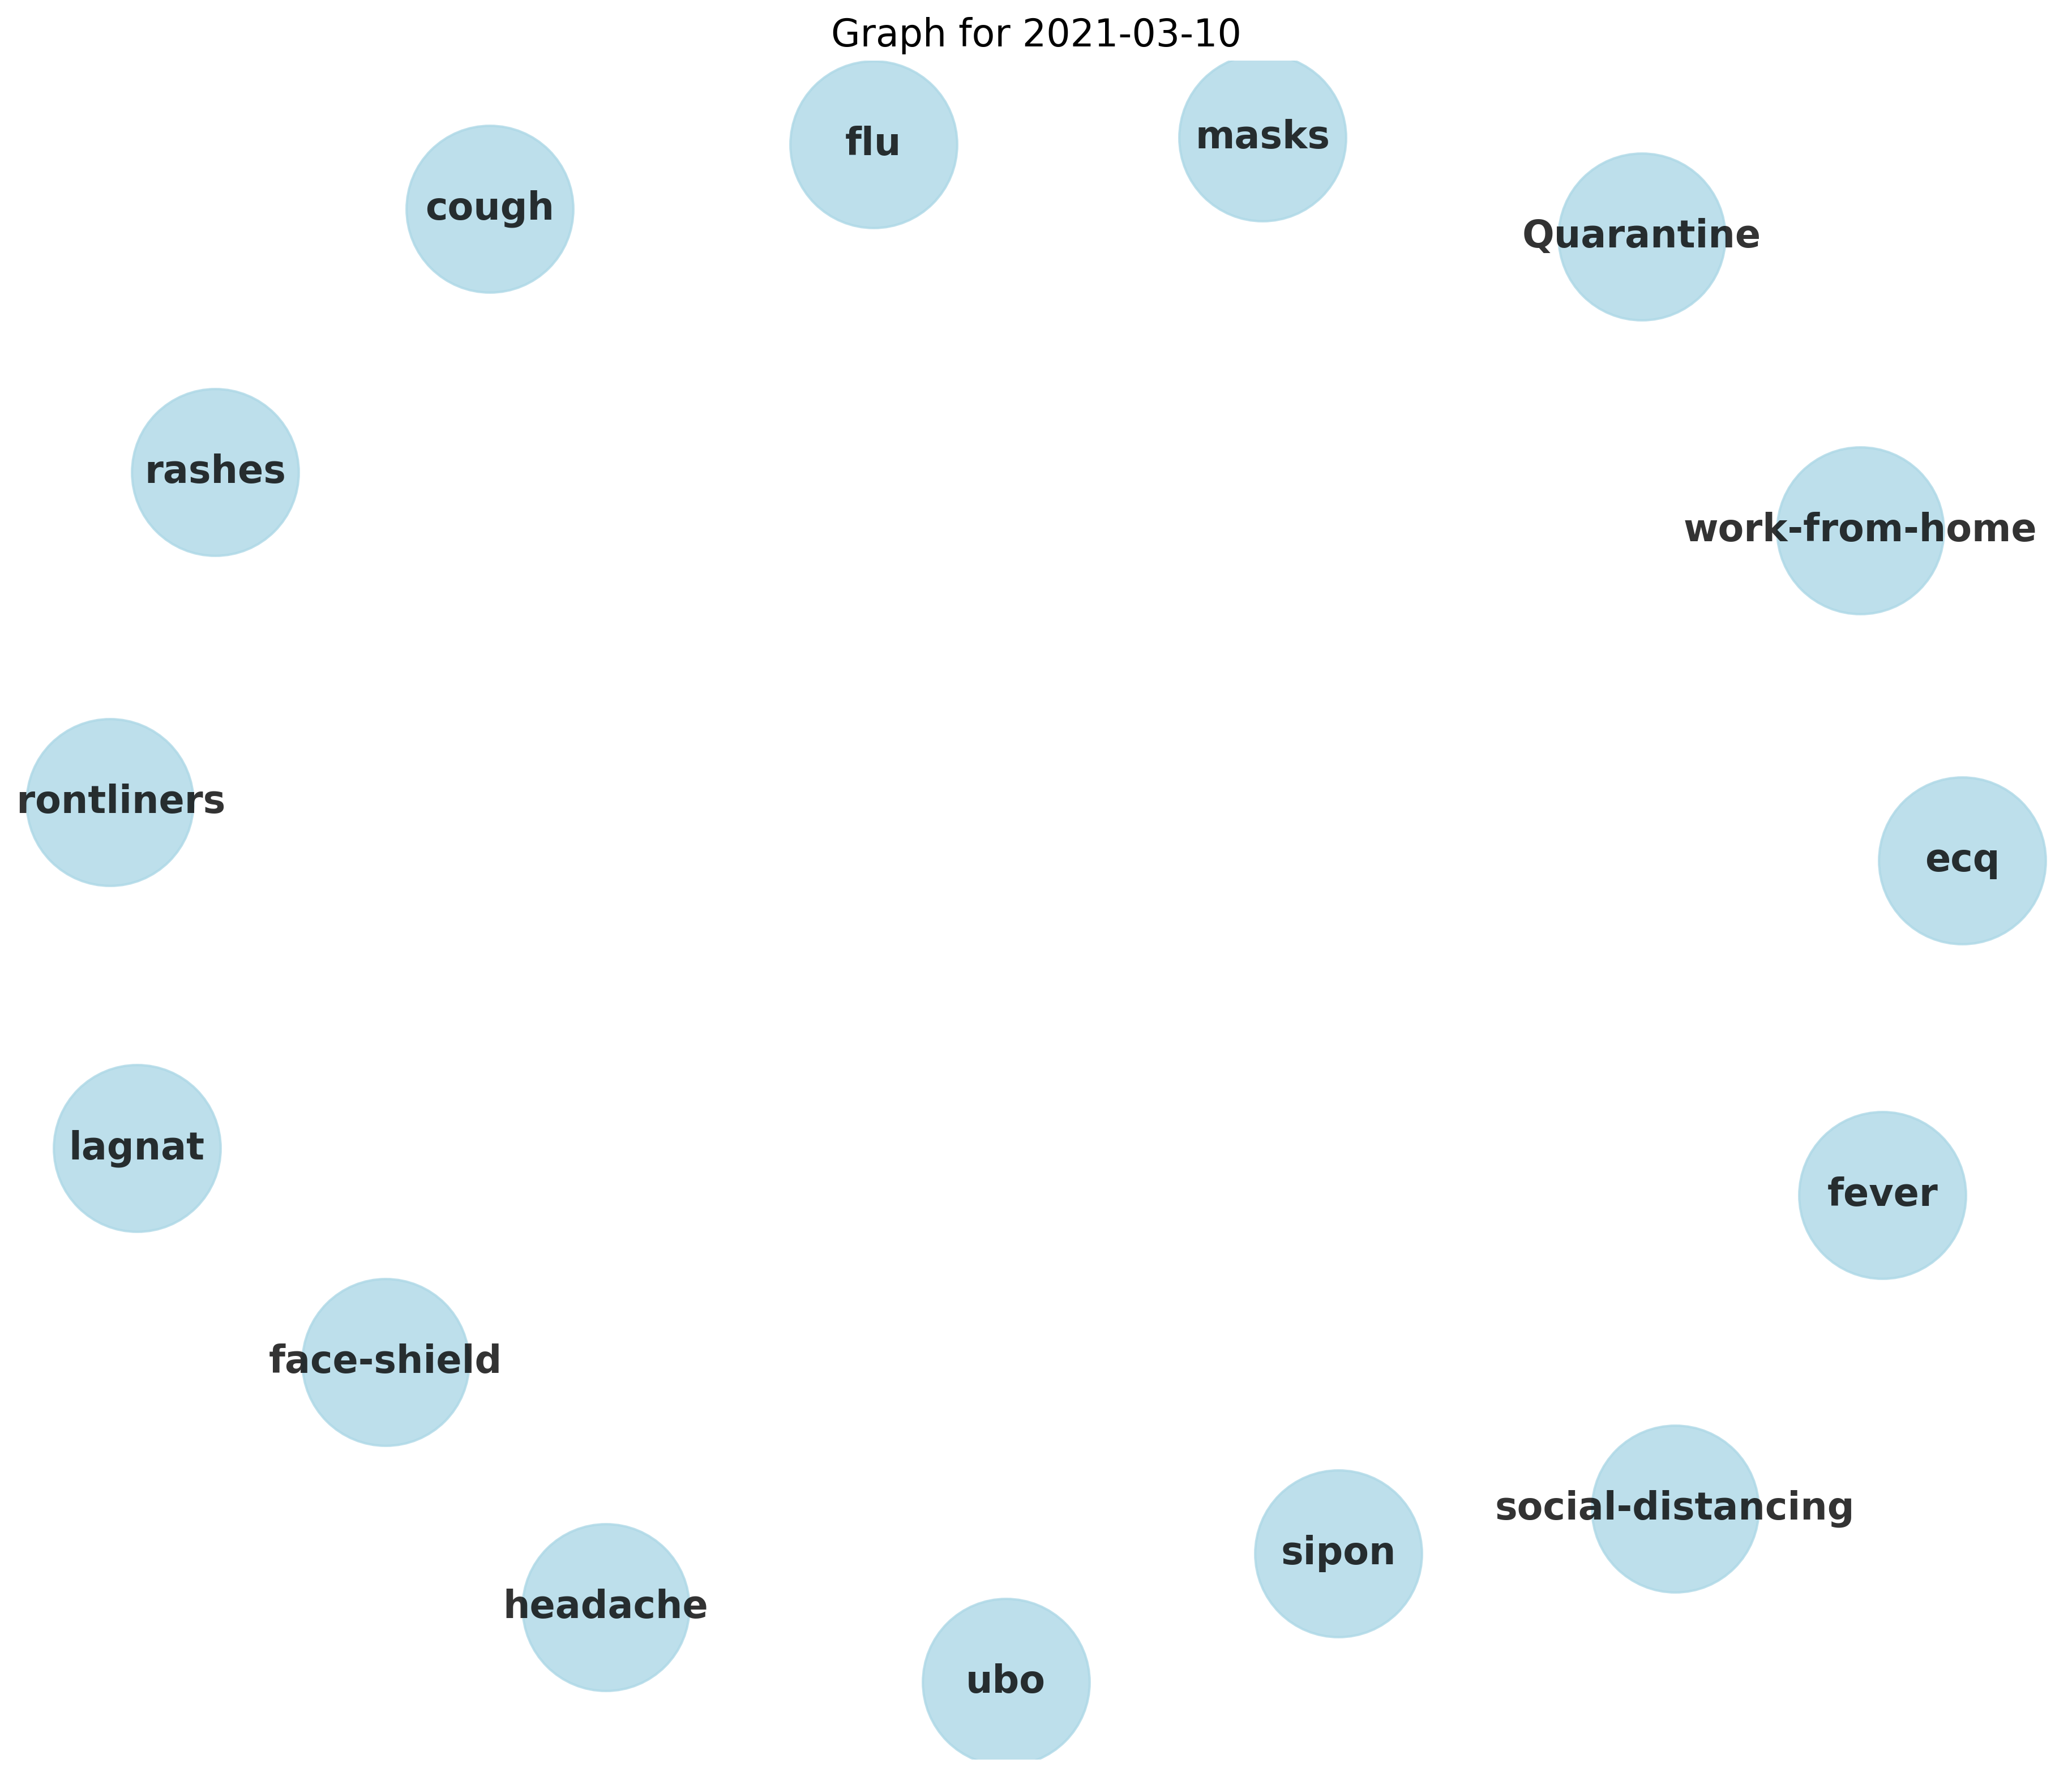 Graph for 2021-03-10
flu
masks
cough
Quarantine
rashes
work-from-home
rontliners
ecq
lagnat
fever
face-shield
social-distancing
sipon
headache
ubo